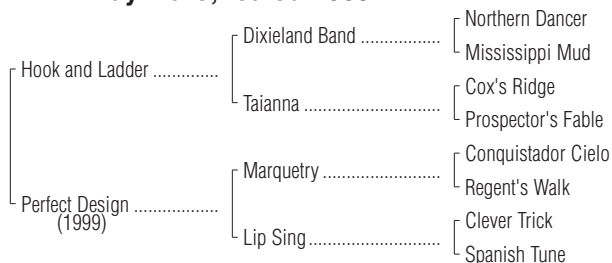 Northern Dancer
Dixieland Band ..................
Mississippi Mud
Hook and Ladder ..............
Cox's Ridge
Taianna .............................
Prospector's Fable
Conquistador Cielo
Marquetry .........................
Regent's Walk
Perfect Design ..................
(1999)
Clever Trick
Lip Sing ............................
Spanish Tune